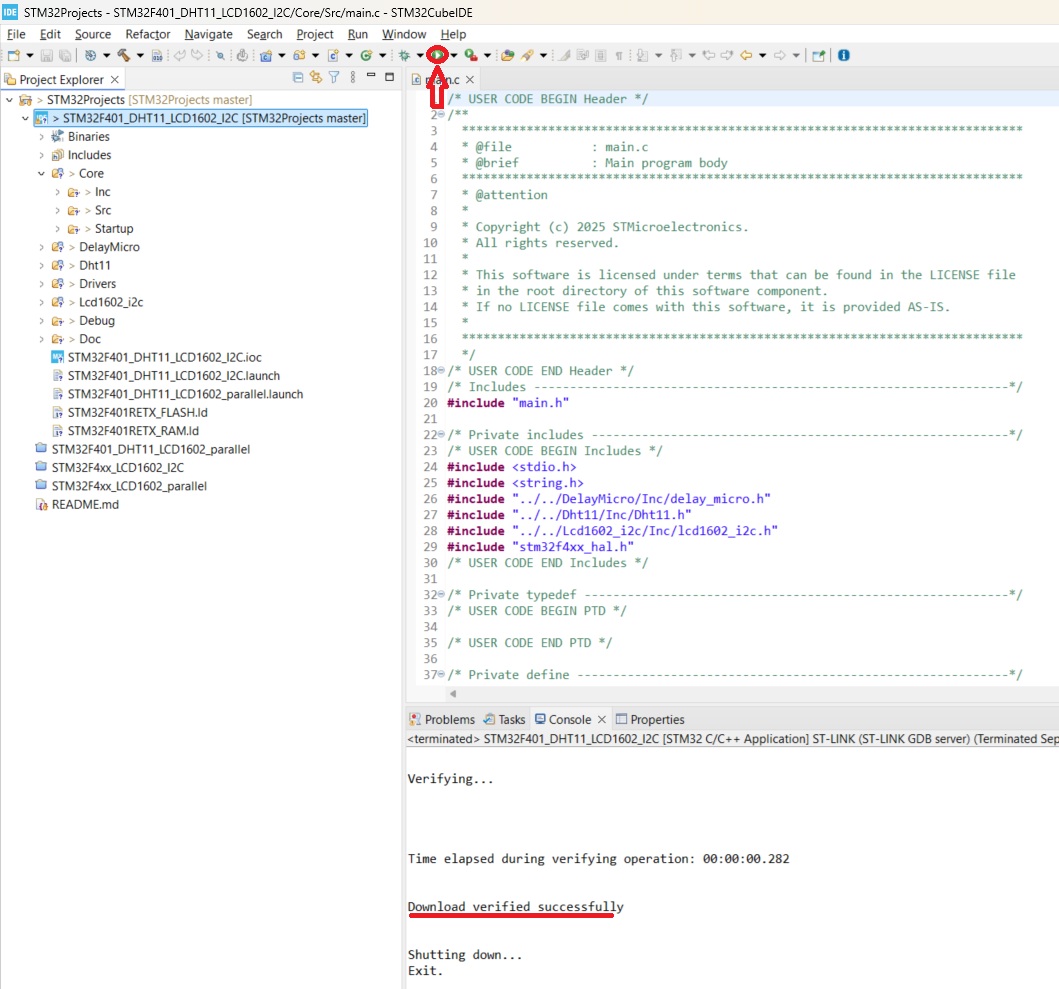 IDE STM32Projects - STM32F401_DHT11_LCD1602_I2C/Core/Src/main.c - STM32CubeIDE
File Edit Source Refactor Navigate Search Project Run Window Help
Project Explorer
> STM32Projects [STM32Projects master]
> STM32F401_DHT11_LCD1602_I2C [STM32Projects master]
Binaries
Includes
> Core
> Inc
> Src
> Startup
> DelayMicro
> Dht11
> Drivers
> Lcd1602_i2c
> Debug
> Doc
STM32F401_DHT11_LCD1602_I2C.ioc
STM32F401_DHT11_LCD1602_I2C.launch
STM32F401_DHT11_LCD1602_parallel.launch
STM32F401RETX_FLASH.ld
STM32F401RETX_RAM.ld
STM32F401_DHT11_LCD1602_parallel
STM32F4xx_LCD1602_I2C
STM32F4xx_LCD1602_parallel
README.md
/* USER CODE BEGIN Header */
2 /**
3 ******************************************************************************
4 * @file : main.c
5 * @brief : Main program body
6 ******************************************************************************
7 * @attention
8 *
9 * Copyright (c) 2025 STMicroelectronics.
10 * All rights reserved.
11 *
12 * This software is licensed under terms that can be found in the LICENSE file
13 * in the root directory of this software component.
14 * If no LICENSE file comes with this software, it is provided AS-IS.
15 *
16 ******************************************************************************
17 */
18 /* USER CODE END Header */
19 /* Includes ------------------------------------------------------------------*/
20 #include "main.h"
21
22 /* Private includes ----------------------------------------------------------*/
23 /* USER CODE BEGIN Includes */
24 #include <stdio.h>
25 #include <string.h>
26 #include "../../DelayMicro/Inc/delay_micro.h"
27 #include "../../Dht11/Inc/Dht11.h"
28 #include "../../Lcd1602_i2c/Inc/lcd1602_i2c.h"
29 #include "stm32f4xx_hal.h"
30 /* USER CODE END Includes */
31
32 /* Private typedef -----------------------------------------------------------*/
33 /* USER CODE BEGIN PTD */
34
35 /* USER CODE END PTD */
36
37 /* Private define ------------------------------------------------------------*/
Problems Tasks Console Properties
<terminated> STM32F401_DHT11_LCD1602_I2C [STM32 C/C++ Application] ST-LINK (ST-LINK GDB server) (Terminated Sep
Verifying...
Time elapsed during verifying operation: 00:00:00.282
Download verified successfully
Shutting down...
Exit.